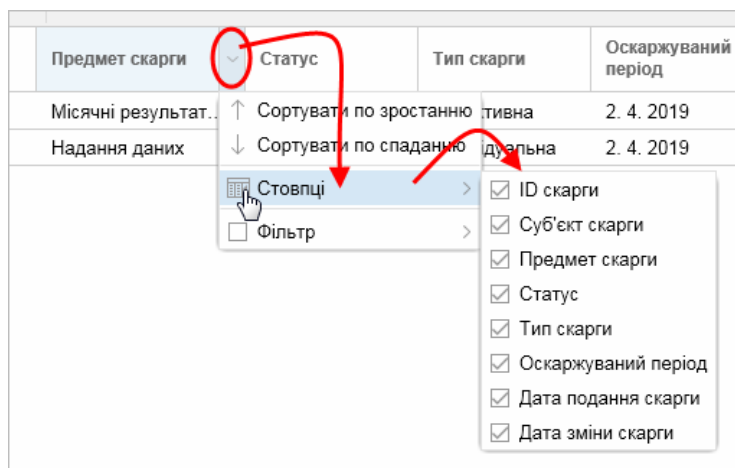 Предмет скарги
Статус
Тип скарги
Оскаржуваний
період
Місячні результат..
тивна
2. 4. 2019
Надання даних
дуальна
2. 4. 2019
Сортувати по зростанню
Сортувати по спаданню
Стовпці
Фільтр
ID скарги
Суб'єкт скарги
Предмет скарги
Статус
Тип скарги
Оскаржуваний період
Дата подання скарги
Дата зміни скарги